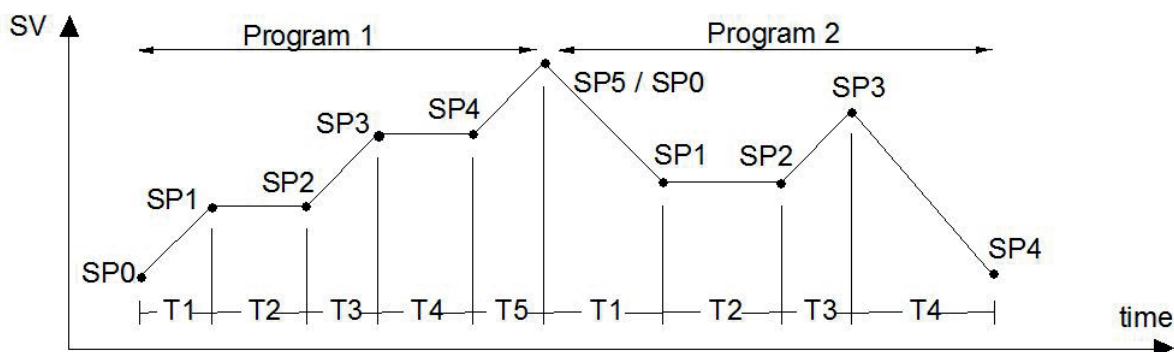 SV
Program 1
Program 2
SP5 / SP0
SP3
SP4
SP3
SP1
SP2
SP2
SP1
SP4
SP0
T1 T2 T3 T4 T5 T1 T2 T3 T4
time